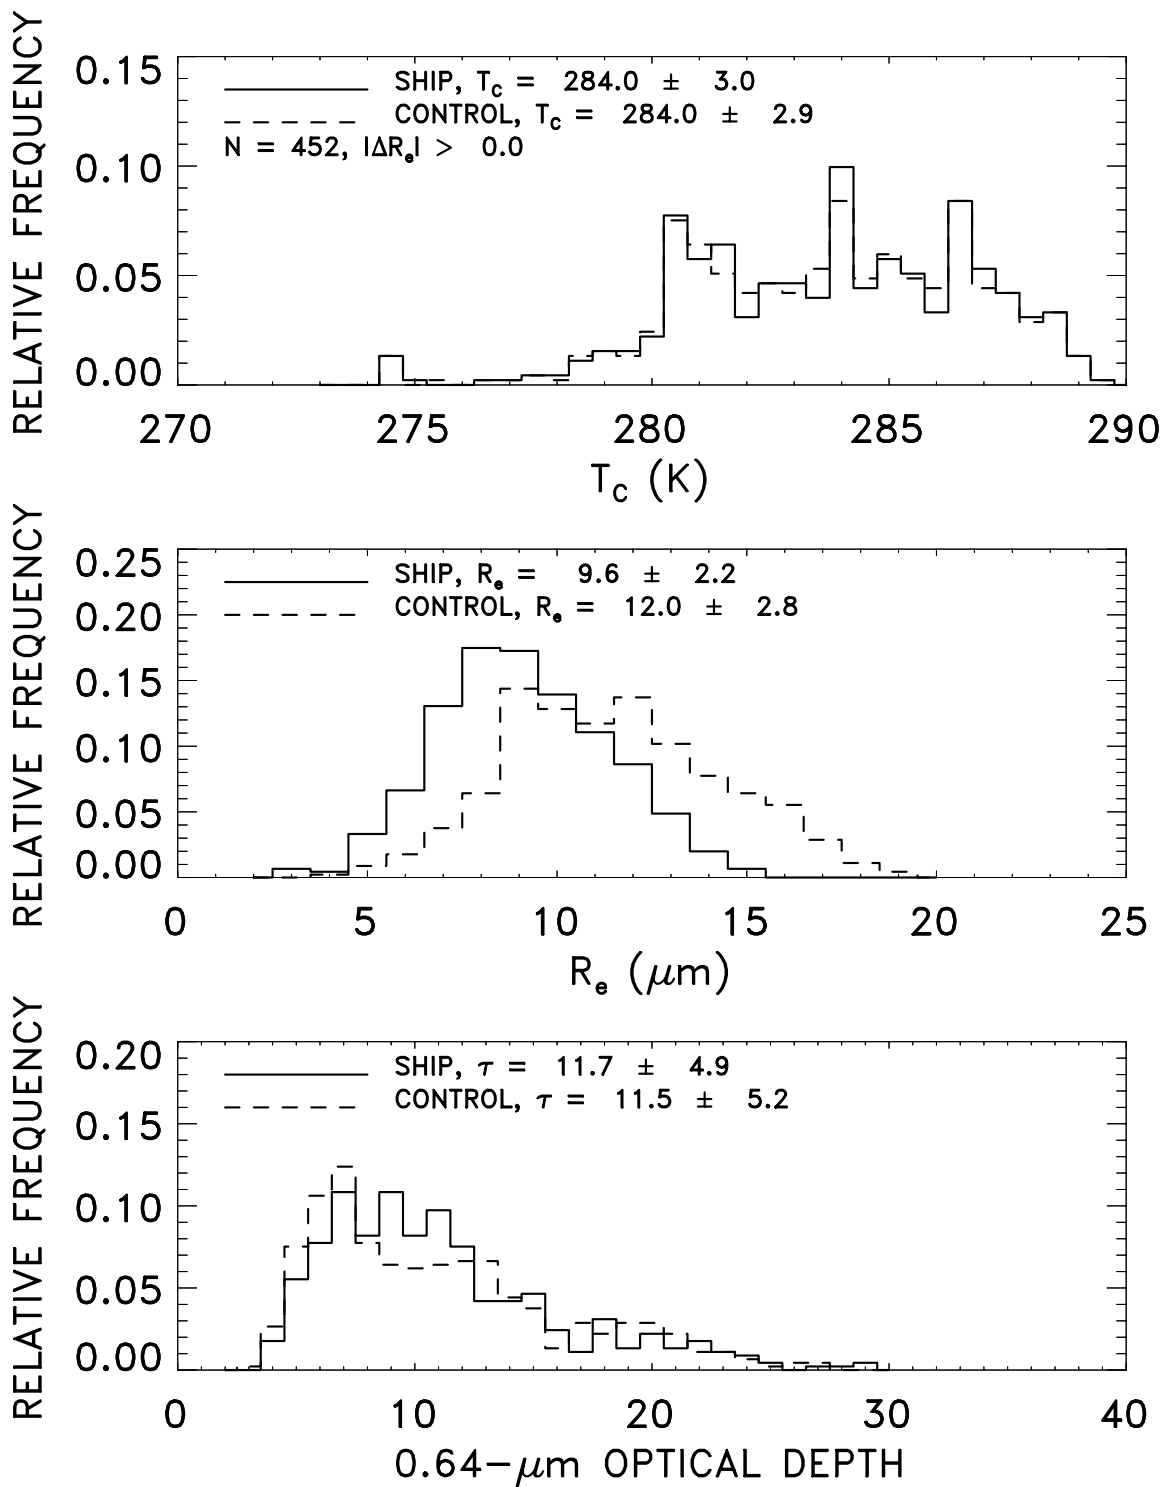 RELATIVE FREQUENCY
0.15
0.10
0.05
0.00
SHIP, T_C = 284.0 ± 3.0
CONTROL, T_C = 284.0 ± 2.9
N = 452, |ΔR_e| > 0.0
270 275 280 285 290
T_C (K)
RELATIVE FREQUENCY
0.25
0.20
0.15
0.10
0.05
0.00
SHIP, R_e = 9.6 ± 2.2
CONTROL, R_e = 12.0 ± 2.8
0 5 10 15 20 25
R_e (μm)
RELATIVE FREQUENCY
0.20
0.15
0.10
0.05
0.00
SHIP, τ = 11.7 ± 4.9
CONTROL, τ = 11.5 ± 5.2
0 10 20 30 40
0.64-μm OPTICAL DEPTH